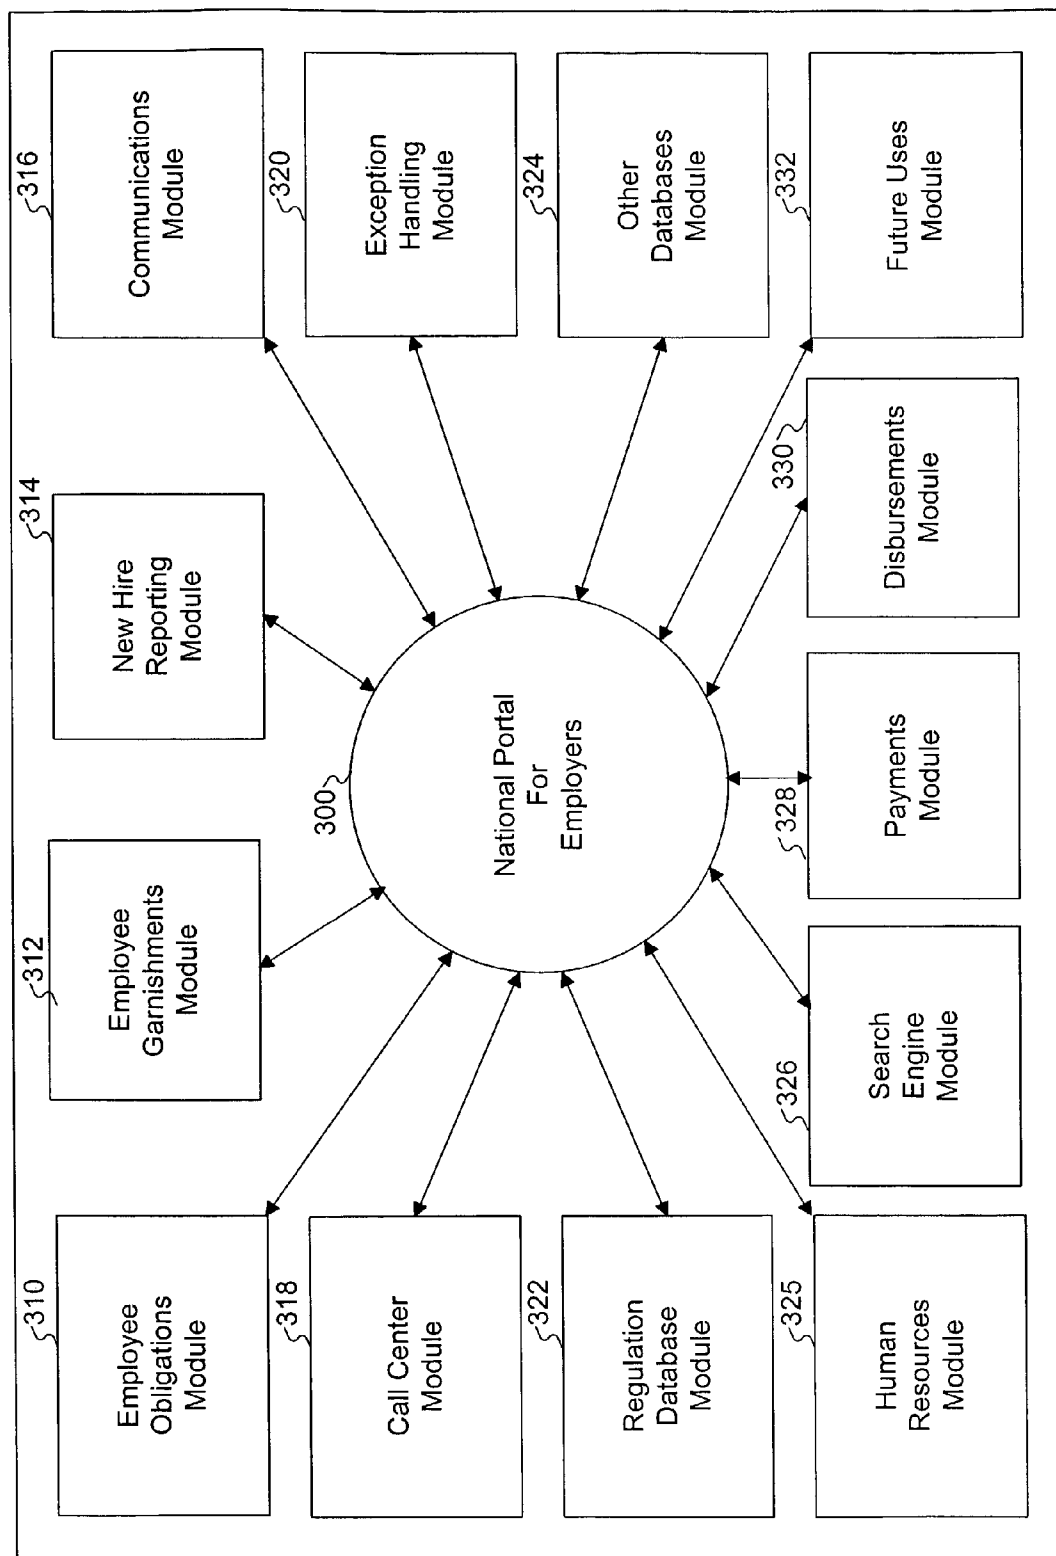 310
Employee
Obligations
Module
312
Employee
Garnishments
Module
314
New Hire
Reporting
Module
316
Communications
Module
318
Call Center
Module
300
National Portal
For
Employers
320
Exception
Handling
Module
322
Regulation
Database
Module
324
Other
Databases
Module
325
Human
Resources
Module
326
Search
Engine
Module
328
Payments
Module
330
Disbursements
Module
332
Future Uses
Module